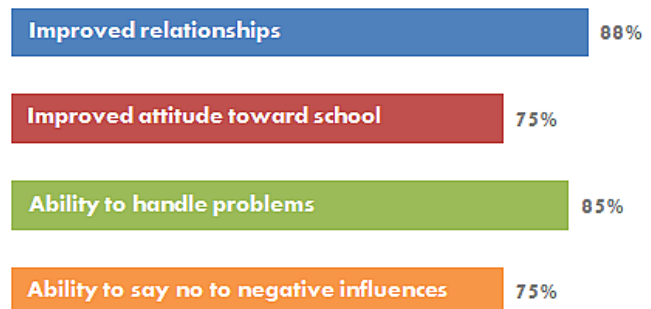 Improved relationships 88%
Improved attitude toward school 75%
Ability to handle problems 85%
Ability to say no to negative influences 75%